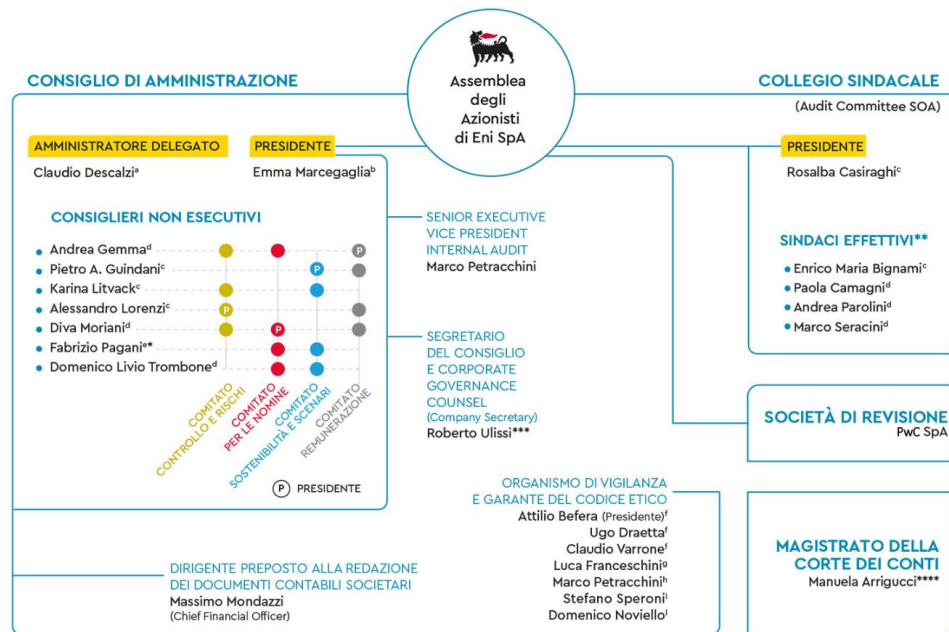 Assemblea
degli
Azionisti
di Eni SpA
CONSIGLIO DI AMMINISTRAZIONE
AMMINISTRATORE DELEGATO
Claudio Descalziᵃ
PRESIDENTE
Emma Marcegagliaᵇ
CONSIGLIERI NON ESECUTIVI
• Andrea Gemmaᵈ
P
• Pietro A. Guindaniᶜ
P
• Karina Litvackᶜ
• Alessandro Lorenziᶜ
P
• Diva Morianiᵈ
P
• Fabrizio Paganiᵉ*
• Domenico Livio Tromboneᵈ
COMITATO
CONTROLLO E RISCHI
COMITATO
PER LE NOMINE
COMITATO
SOSTENIBILITÀ E SCENARI
COMITATO
REMUNERAZIONE
P PRESIDENTE
SENIOR EXECUTIVE
VICE PRESIDENT
INTERNAL AUDIT
Marco Petracchini
SEGRETARIO
DEL CONSIGLIO
E CORPORATE
GOVERNANCE
COUNSEL
(Company Secretary)
Roberto Ulissi***
DIRIGENTE PREPOSTO ALLA REDAZIONE
DEI DOCUMENTI CONTABILI SOCIETARI
Massimo Mondazzi
(Chief Financial Officer)
ORGANISMO DI VIGILANZA
E GARANTE DEL CODICE ETICO
Attilio Befera (Presidente)ᶠ
Ugo Draettaᶠ
Claudio Varroneᶠ
Luca Franceschiniᵍ
Marco Petracchiniʰ
Stefano Speroniⁱ
Domenico Novielloˡ
COLLEGIO SINDACALE
(Audit Committee SOA)
PRESIDENTE
Rosalba Casiraghiᶜ
SINDACI EFFETTIVI**
• Enrico Maria Bignamiᶜ
• Paola Camagniᵈ
• Andrea Paroliniᵈ
• Marco Seraciniᵈ
SOCIETÀ DI REVISIONE
PwC SpA
MAGISTRATO DELLA
CORTE DEI CONTI
Manuela Arrigucci****